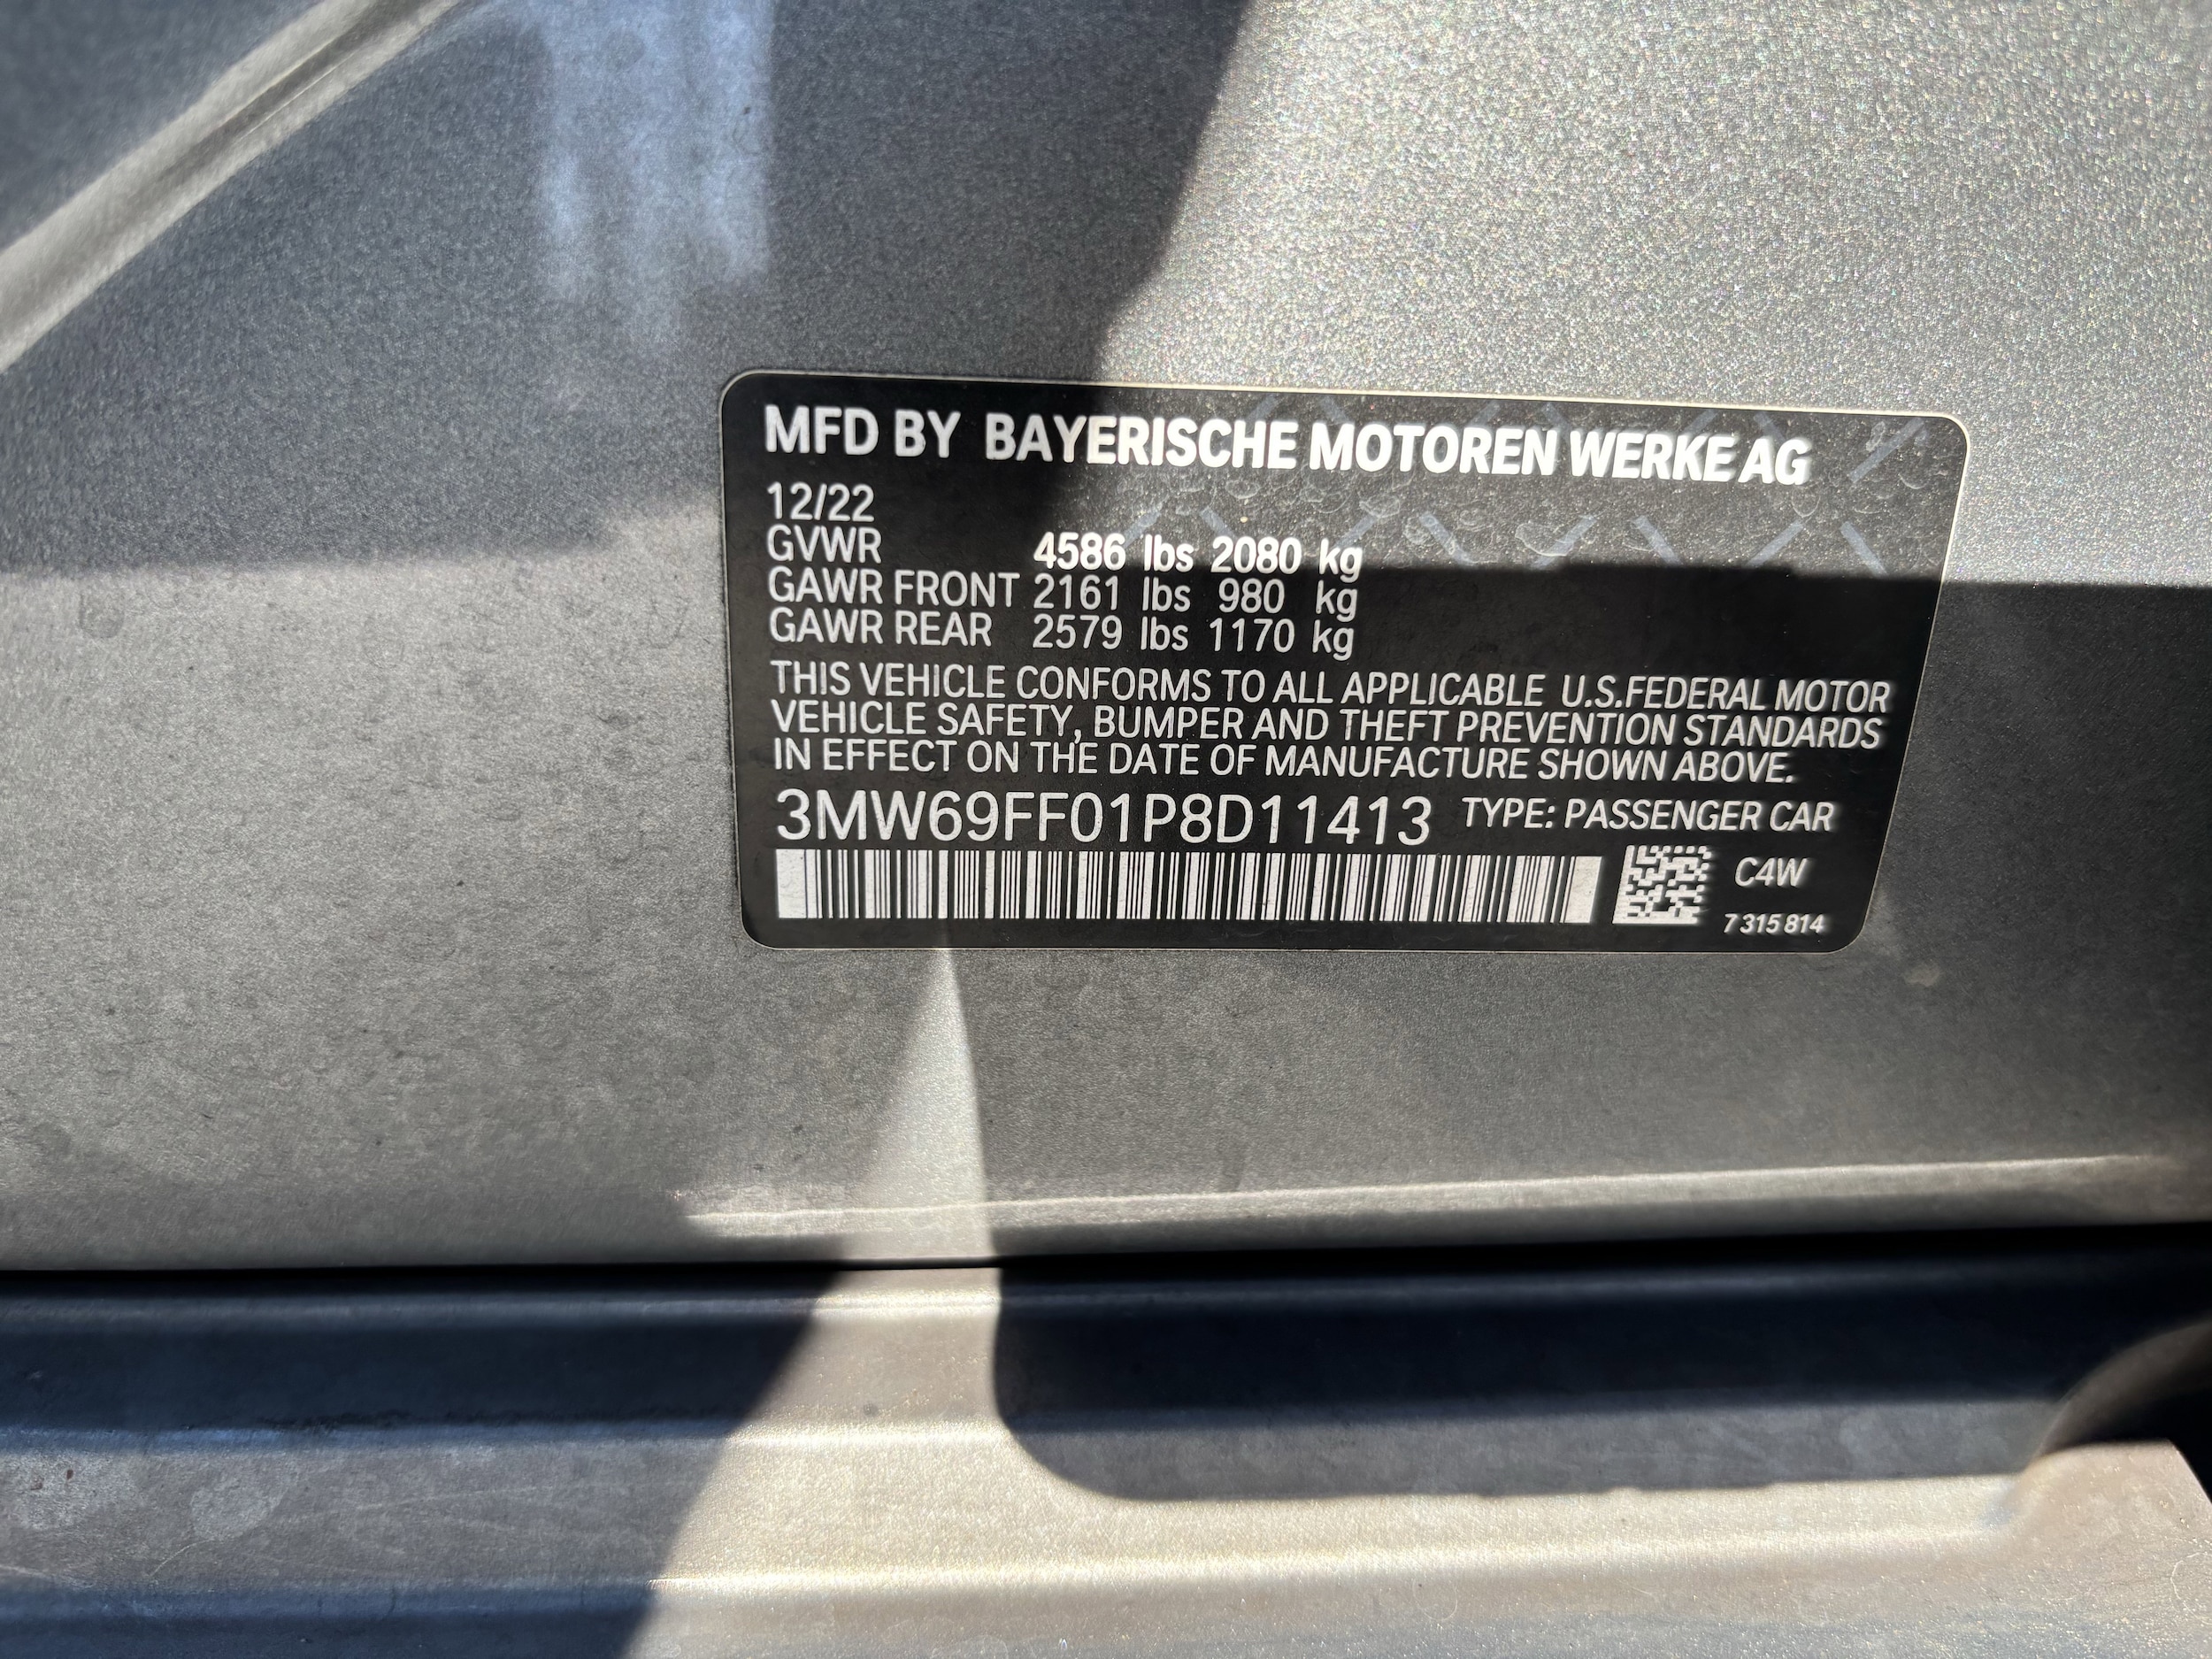 MFD BY BAYERISCHE MOTOREN WERKE AG
12/22
GVWR 4586 lbs 2080 kg
GAWR FRONT 2161 lbs 980 kg
GAWR REAR 2579 lbs 1170 kg
THIS VEHICLE CONFORMS TO ALL APPLICABLE U.S.FEDERAL MOTOR
VEHICLE SAFETY, BUMPER AND THEFT PREVENTION STANDARDS
IN EFFECT ON THE DATE OF MANUFACTURE SHOWN ABOVE.
3MW69FF01P8D11413 TYPE: PASSENGER CAR
C4W
7 315 814